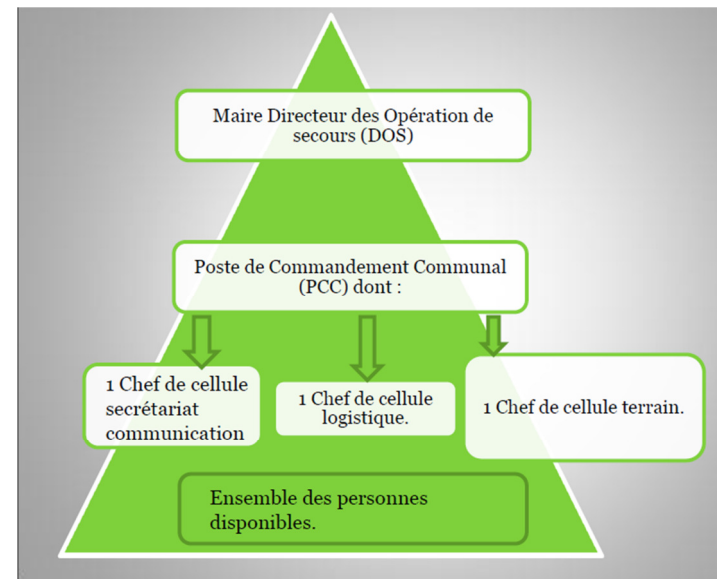 Maire Directeur des Opération de
secours (DOS)
Poste de Commandement Communal
(PCC) dont :
1 Chef de cellule
secrétariat
communication
1 Chef de cellule
logistique.
1 Chef de cellule terrain.
Ensemble des personnes
disponibles.